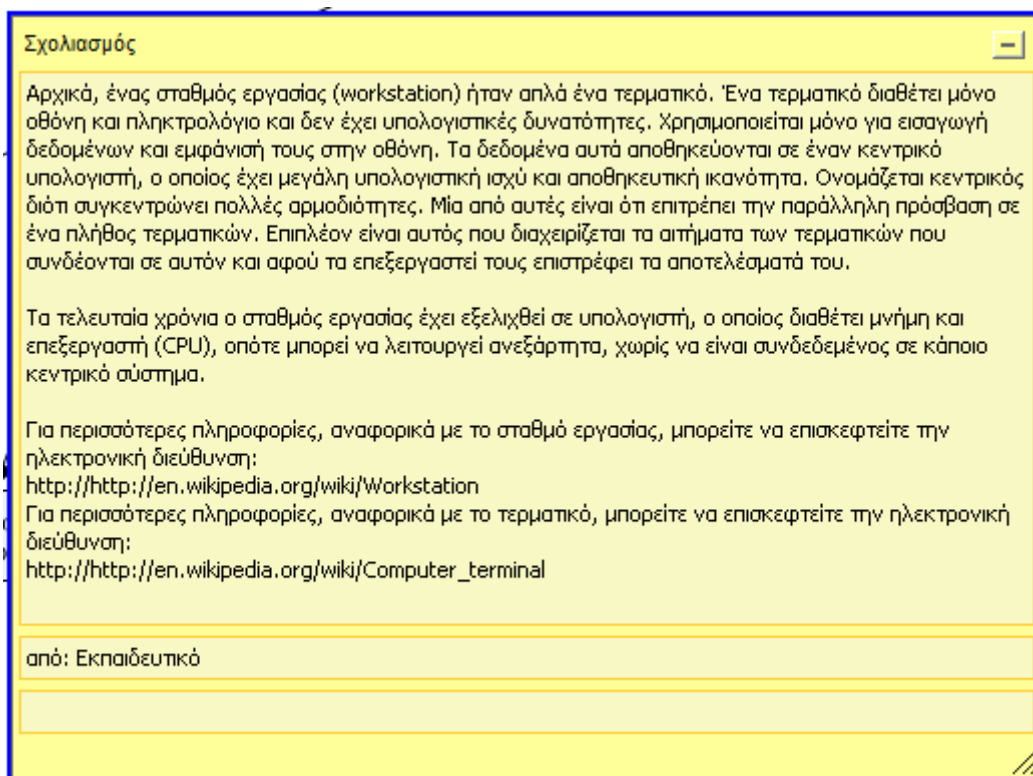 Σχολιασμός
Αρχικά, ένας σταθμός εργασίας (workstation) ήταν απλά ένα τερματικό. Ένα τερματικό διαθέτει μόνο
οθόνη και πληκτρολόγιο και δεν έχει υπολογιστικές δυνατότητες. Χρησιμοποιείται μόνο για εισαγωγή
δεδομένων και εμφάνισή τους στην οθόνη. Τα δεδομένα αυτά αποθηκεύονται σε έναν κεντρικό
υπολογιστή, ο οποίος έχει μεγάλη υπολογιστική ισχύ και αποθηκευτική ικανότητα. Ονομάζεται κεντρικός
διότι συγκεντρώνει πολλές αρμοδιότητες. Μία από αυτές είναι ότι επιτρέπει την παράλληλη πρόσβαση σε
ένα πλήθος τερματικών. Επιπλέον είναι αυτός που διαχειρίζεται τα αιτήματα των τερματικών που
συνδέονται σε αυτόν και αφού τα επεξεργαστεί τους επιστρέφει τα αποτελέσματά του.
Τα τελευταία χρόνια ο σταθμός εργασίας έχει εξελιχθεί σε υπολογιστή, ο οποίος διαθέτει μνήμη και
επεξεργαστή (CPU), οπότε μπορεί να λειτουργεί ανεξάρτητα, χωρίς να είναι συνδεδεμένος σε κάποιο
κεντρικό σύστημα.
Για περισσότερες πληροφορίες, αναφορικά με το σταθμό εργασίας, μπορείτε να επισκεφτείτε την
ηλεκτρονική διεύθυνση:
http://http://en.wikipedia.org/wiki/Workstation
Για περισσότερες πληροφορίες, αναφορικά με το τερματικό, μπορείτε να επισκεφτείτε την ηλεκτρονική
διεύθυνση:
http://http://en.wikipedia.org/wiki/Computer_terminal
από: Εκπαιδευτικό